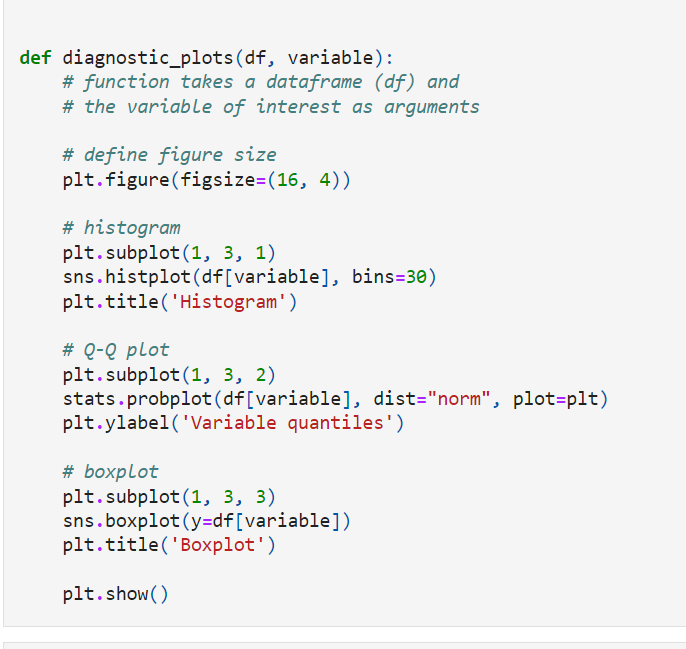 def diagnostic_plots(df, variable):
    # function takes a dataframe (df) and
    # the variable of interest as arguments

    # define figure size
    plt.figure(figsize=(16, 4))

    # histogram
    plt.subplot(1, 3, 1)
    sns.histplot(df[variable], bins=30)
    plt.title('Histogram')

    # Q-Q plot
    plt.subplot(1, 3, 2)
    stats.probplot(df[variable], dist="norm", plot=plt)
    plt.ylabel('Variable quantiles')

    # boxplot
    plt.subplot(1, 3, 3)
    sns.boxplot(y=df[variable])
    plt.title('Boxplot')

    plt.show()